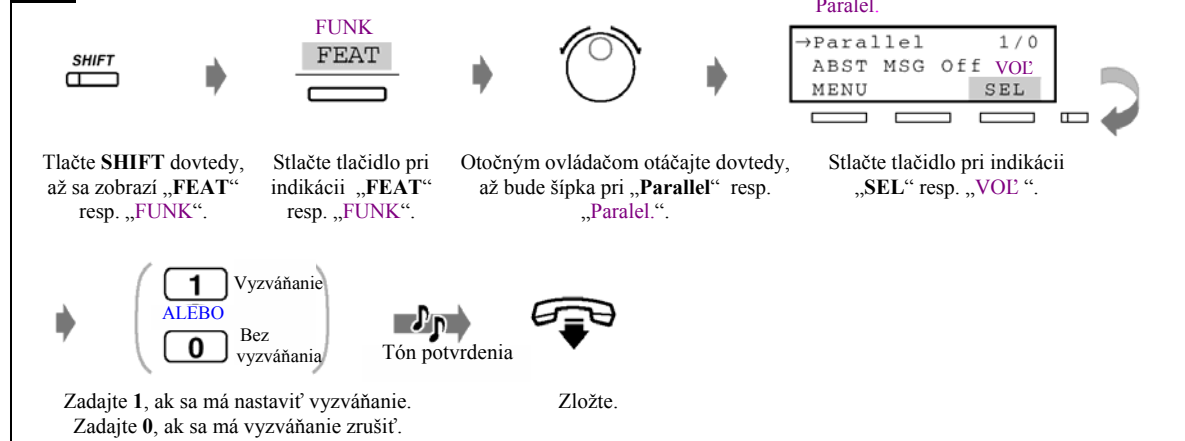 Paralel.
FUNK
SHIFT
FEAT
→Parallel 1/0
ABST MSG Off VOĽ
MENU SEL
Tlačte SHIFT dovtedy,
až sa zobrazí „FEAT“
resp. „FUNK“.
Stlačte tlačidlo pri
indikácii „FEAT“
resp. „FUNK“.
Otočným ovládačom otáčajte dovtedy,
až bude šípka pri „Parallel“ resp.
„Paralel.“.
Stlačte tlačidlo pri indikácii
„SEL“ resp. „VOĽ “.
1 Vyzváňanie
ALEBO
0 Bez
vyzváňania
Tón potvrdenia
Zadajte 1, ak sa má nastaviť vyzváňanie.
Zadajte 0, ak sa má vyzváňanie zrušiť.
Zložte.